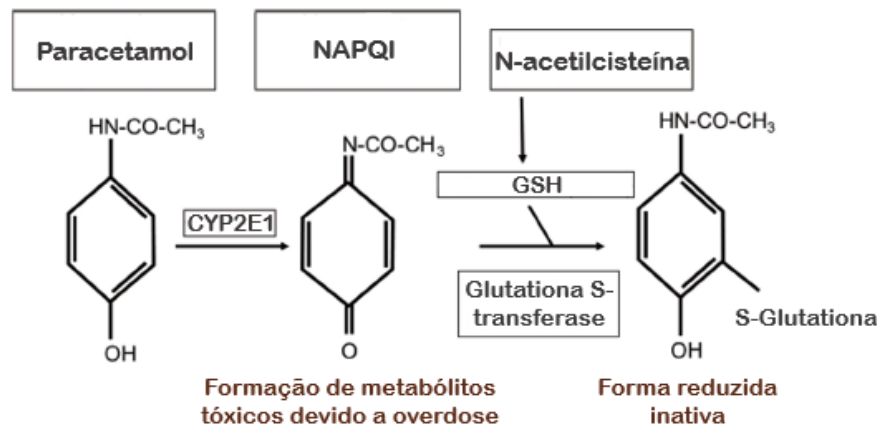 Paracetamol
NAPQI
N-acetilcisteína
HN-CO-CH3
N-CO-CH3
HN-CO-CH3
GSH
CYP2E1
Glutationa S-
transferase
S-Glutationa
OH
O
OH
Formação de metabólitos
tóxicos devido a overdose
Forma reduzida
inativa